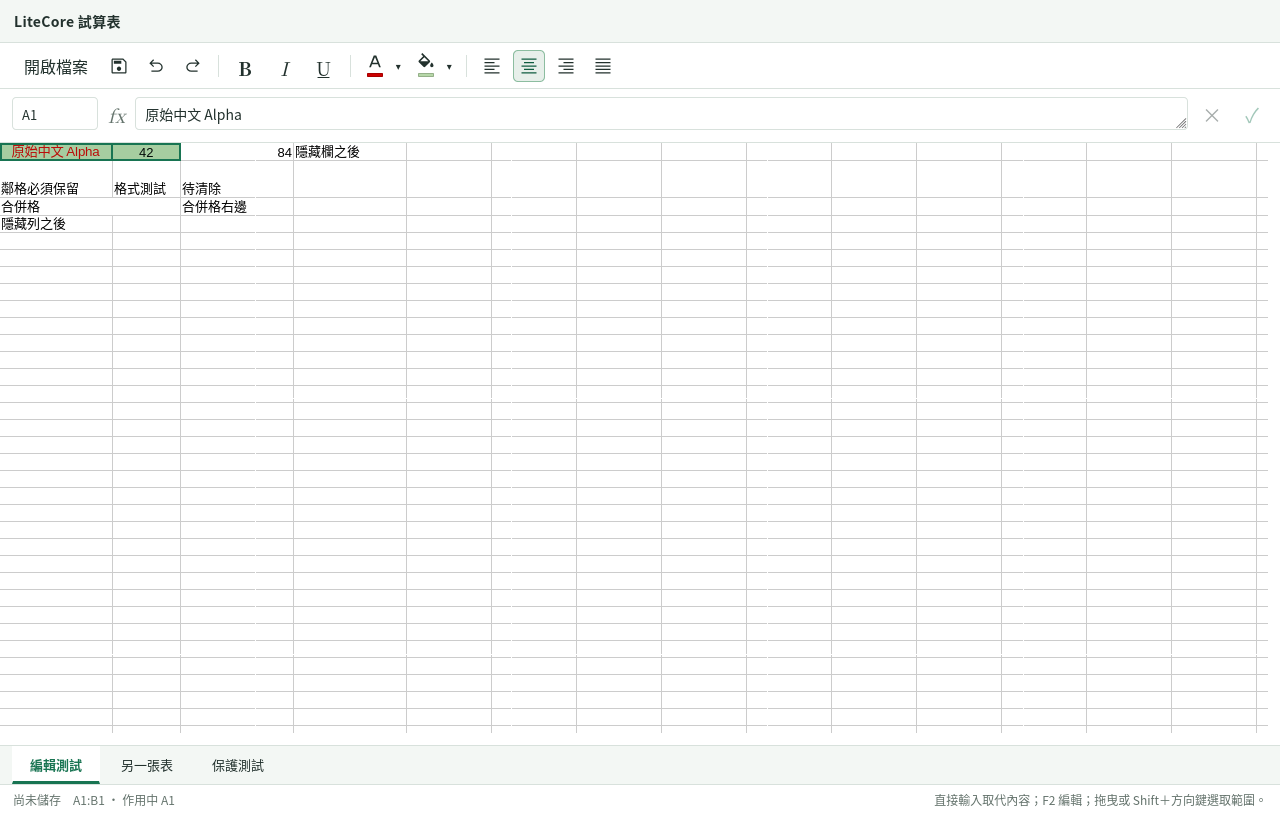 LiteCore 試算表
開啟檔案 B I U A
A1 fx 原始中文 Alpha
原始中文 Alpha 42 84 隱藏欄之後
鄰格必須保留 格式測試 待清除
合併格 合併格右邊
隱藏列之後
編輯測試 另一張表 保護測試
尚未儲存 A1:B1 · 作用中 A1 直接輸入取代內容；F2 編輯；拖曳或 Shift＋方向鍵選取範圍。